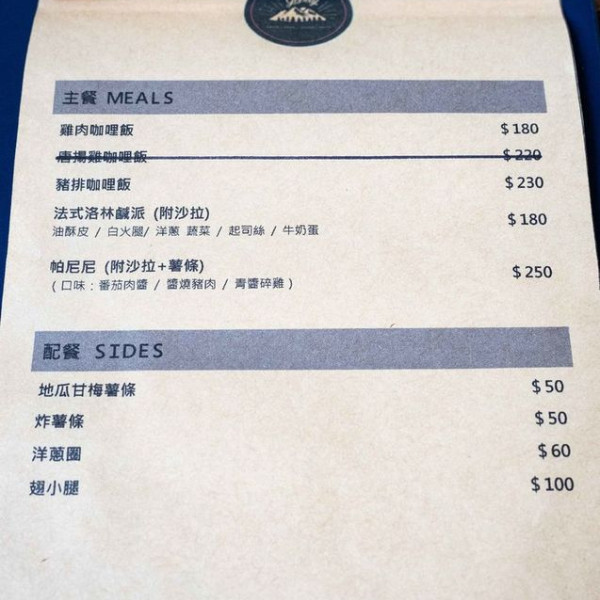 主餐 MEALS
雞肉咖哩飯 $180
唐揚雞咖哩飯 $220
豬排咖哩飯 $230
法式洛林鹹派 (附沙拉) $180
油酥皮 / 白火腿/ 洋蔥 蔬菜 / 起司絲 / 牛奶蛋
帕尼尼 (附沙拉+薯條) $250
(口味：番茄肉醬 / 醬燒豬肉 / 青醬碎雞)
配餐 SIDES
地瓜甘梅薯條 $50
炸薯條 $50
洋蔥圈 $60
翅小腿 $100